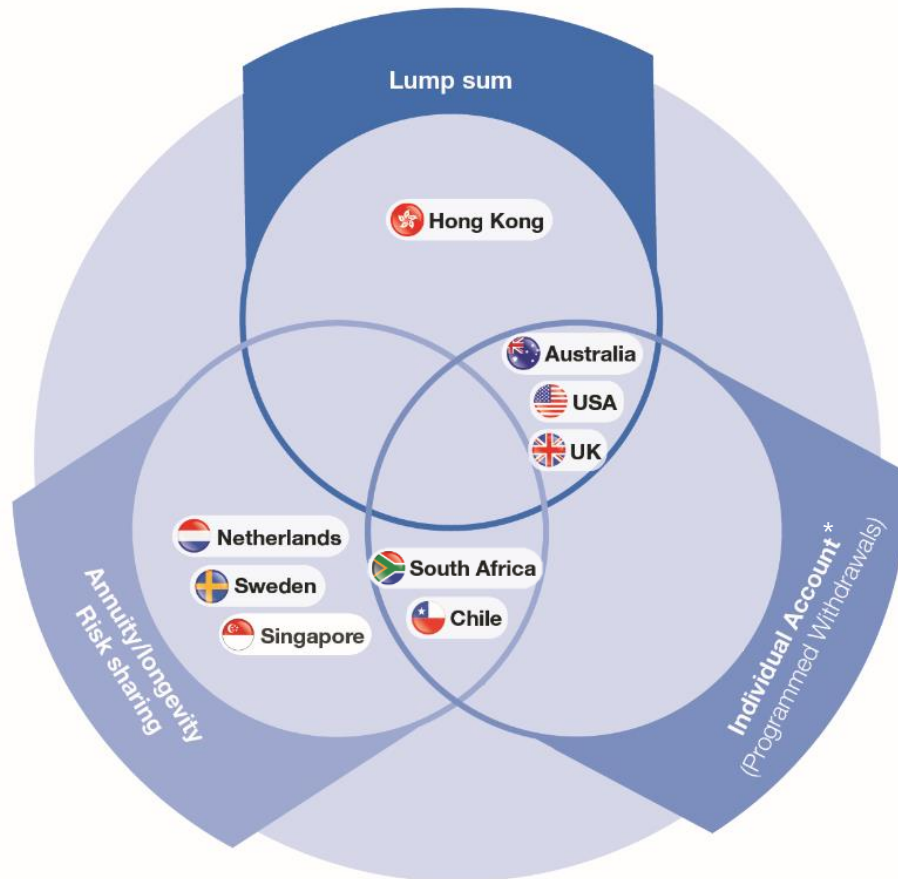 Lump sum
Hong Kong
Australia
USA
UK
Netherlands
Sweden
Singapore
South Africa
Chile
Annuity/longevity
Risk sharing
Individual Account *
(Programmed Withdrawals)